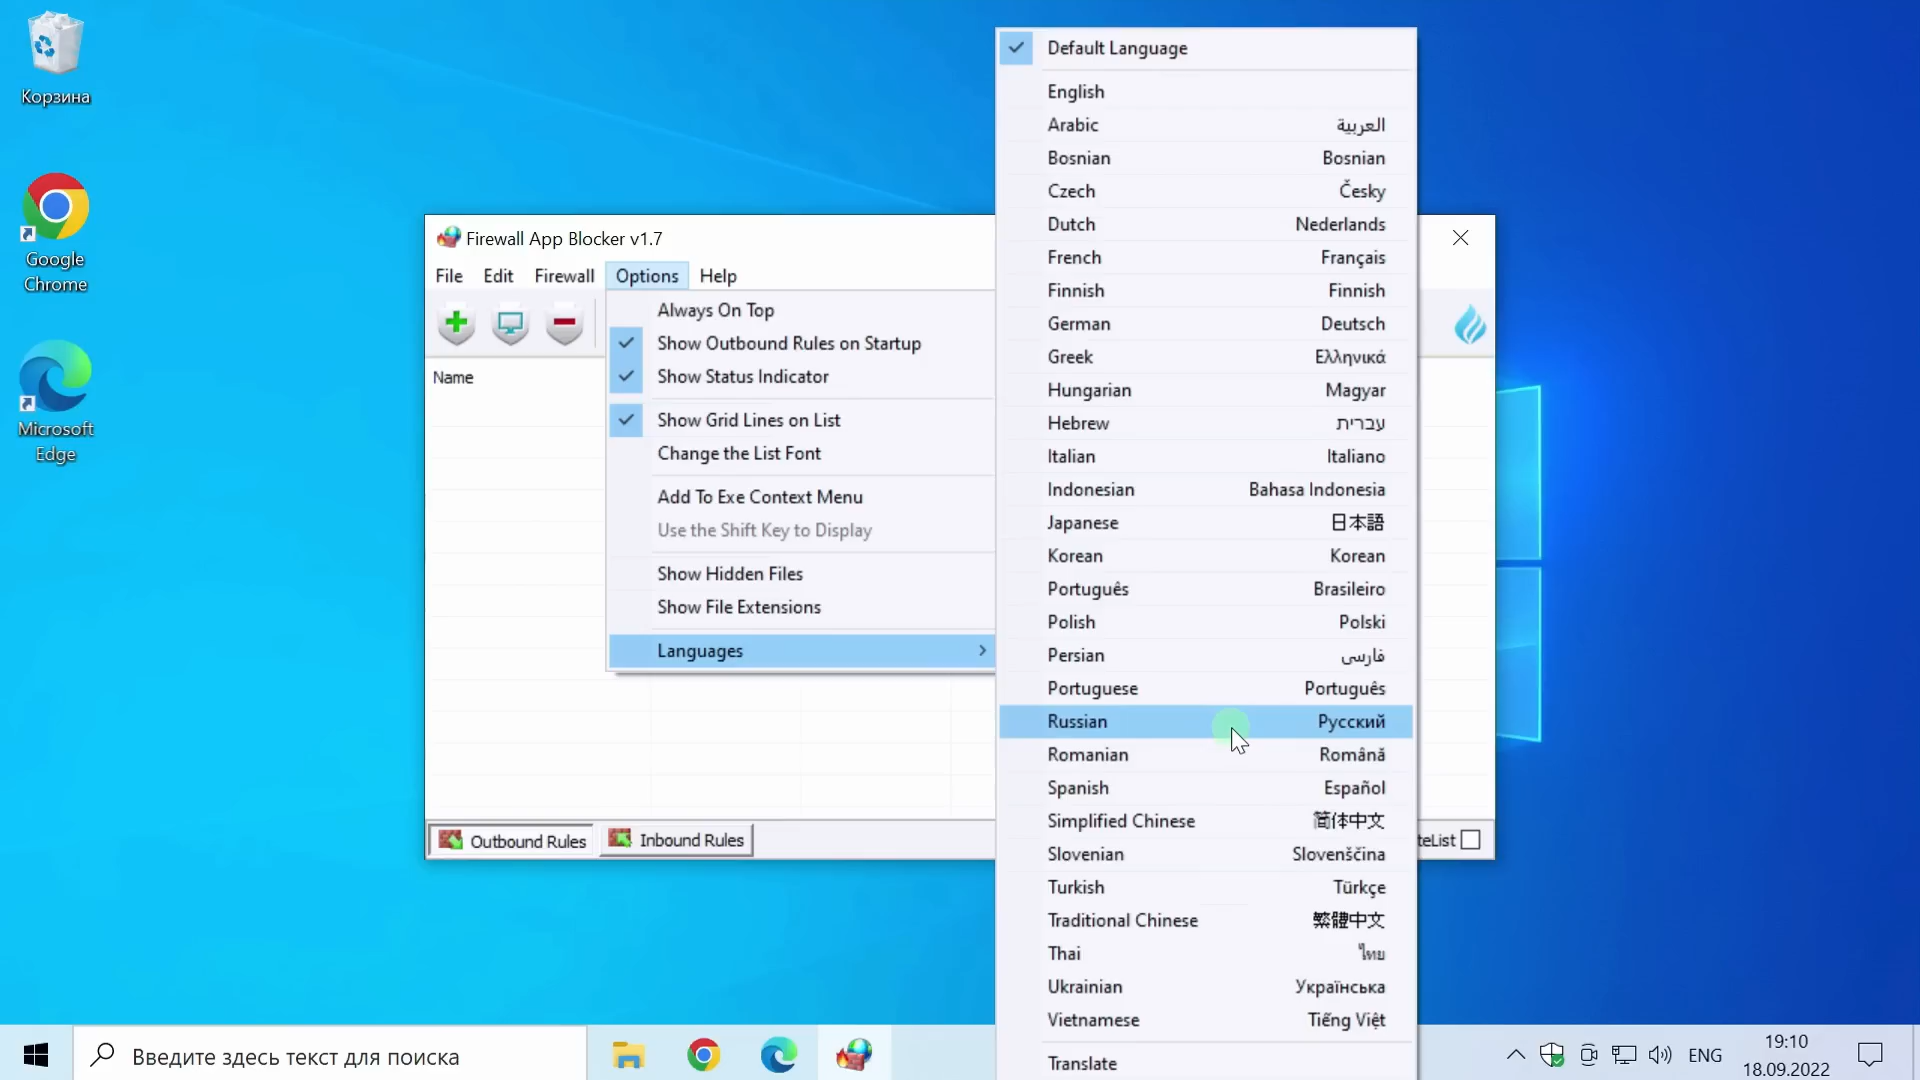 Корзина
Google
Chrome
Microsoft
Edge
Firewall App Blocker v1.7
File Edit Firewall Options Help
Name
Always On Top
Show Outbound Rules on Startup
Show Status Indicator
Show Grid Lines on List
Change the List Font
Add To Exe Context Menu
Use the Shift Key to Display
Show Hidden Files
Show File Extensions
Languages
Default Language
English
Arabic العربية
Bosnian Bosnian
Czech Česky
Dutch Nederlands
French Français
Finnish Finnish
German Deutsch
Greek Ελληνικά
Hungarian Magyar
Hebrew עברית
Italian Italiano
Indonesian Bahasa Indonesia
Japanese 日本語
Korean Korean
Português Brasileiro
Polish Polski
Persian فارسی
Portuguese Português
Russian Русский
Romanian Română
Spanish Español
Simplified Chinese 简体中文
Slovenian Slovenščina
Turkish Türkçe
Traditional Chinese 繁體中文
Thai ไทย
Ukrainian Українська
Vietnamese Tiếng Việt
Translate
Outbound Rules Inbound Rules teList
Введите здесь текст для поиска
ENG
19:10
18.09.2022